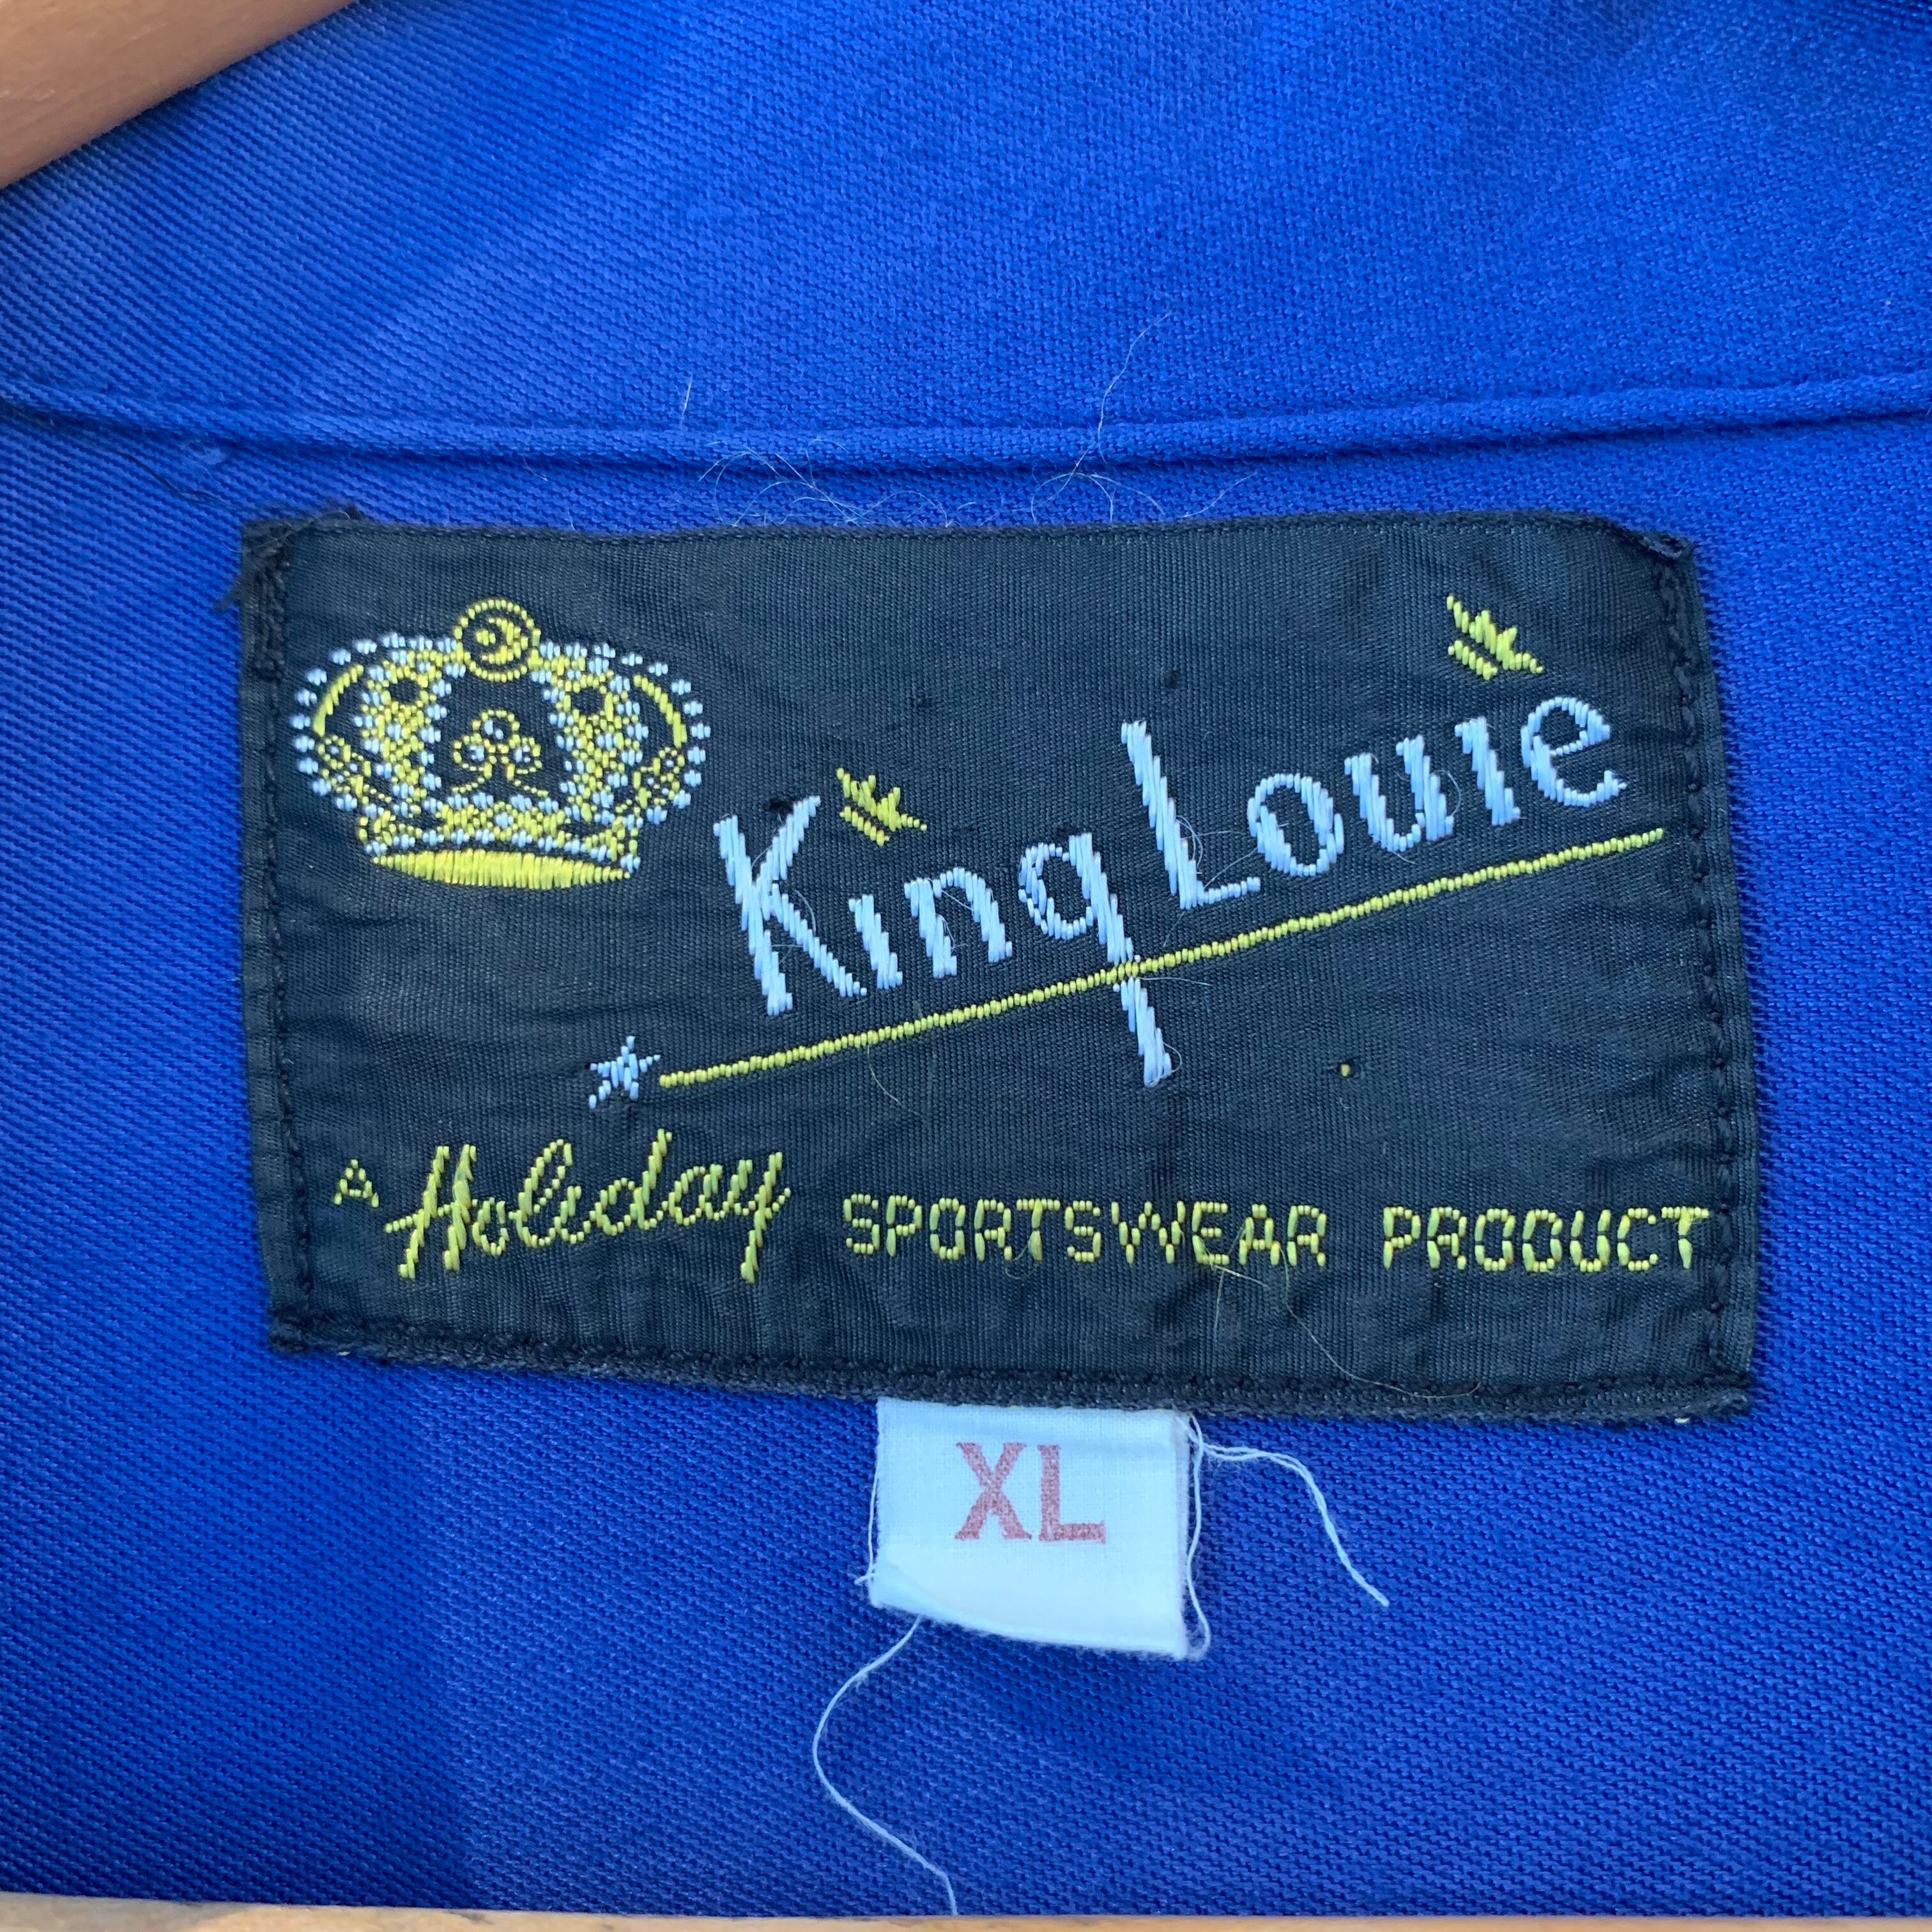 King Louie
A Holiday SPORTSWEAR PRODUCT
XL